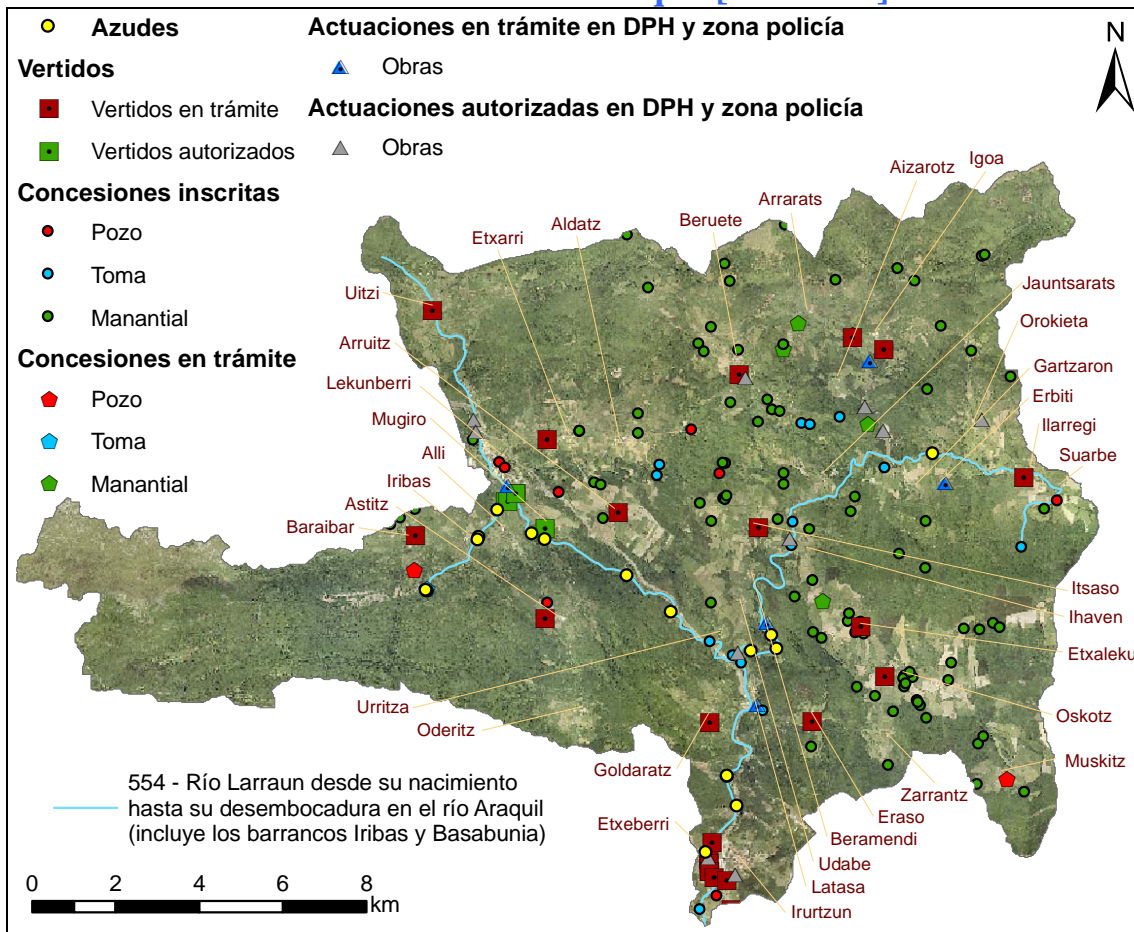 Azudes
Vertidos
Vertidos en trámite
Vertidos autorizados
Concesiones inscritas
Pozo
Toma
Manantial
Concesiones en trámite
Pozo
Toma
Manantial
Actuaciones en trámite en DPH y zona policía
Obras
Actuaciones autorizadas en DPH y zona policía
Obras
N
Igoa
Aizarotz
Arrarats
Beruete
Aldatz
Etxarri
Uitzi
Arruitz
Lekunberri
Mugiro
Alli
Iribas
Astitz
Baraibar
Jauntsarats
Orokieta
Gartzaron
Erbiti
Ilarregi
Suarbe
Itsaso
Ihaven
Etxaleku
Oskotz
Muskitz
Urritza
Oderitz
Goldaratz
Zarrantz
Eraso
Beramendi
Udabe
Latasa
Irurtzun
Etxeberri
554 - Río Larraun desde su nacimiento
hasta su desembocadura en el río Araquil
(incluye los barrancos Iribas y Basabunia)
0 2 4 6 8
km